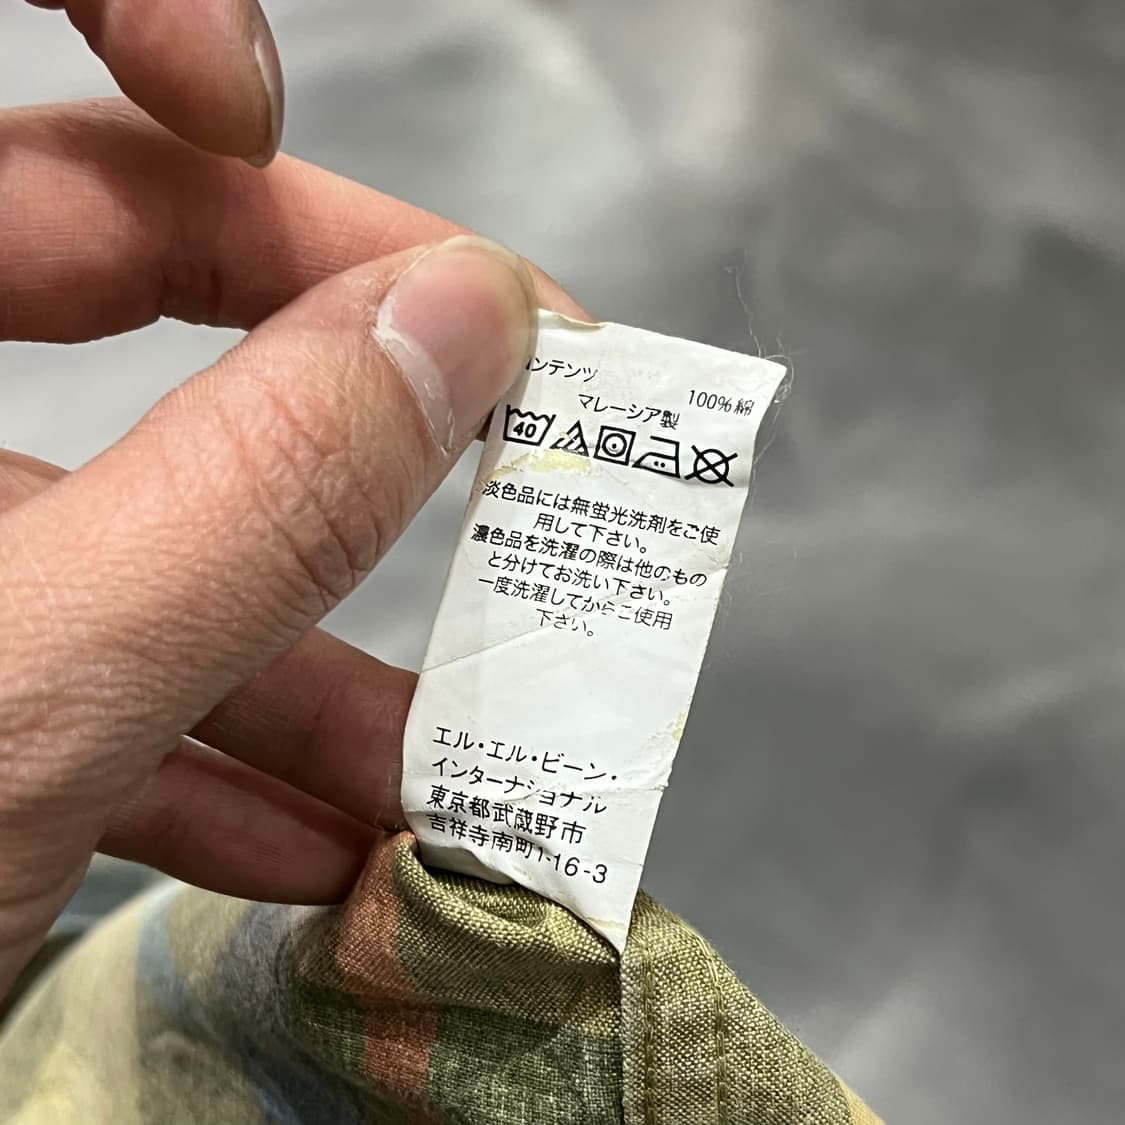 ンテンツ
100% 綿
マレーシア製
40
淡色品には無蛍光洗剤をご使
用して下さい。
濃色品を洗濯の際は他のもの
と分けてお洗い下さい。
一度洗濯してからご使用
下さい。
エル・エル・ビーン・
インターナショナル
東京都武蔵野市
吉祥寺南町1-16-3